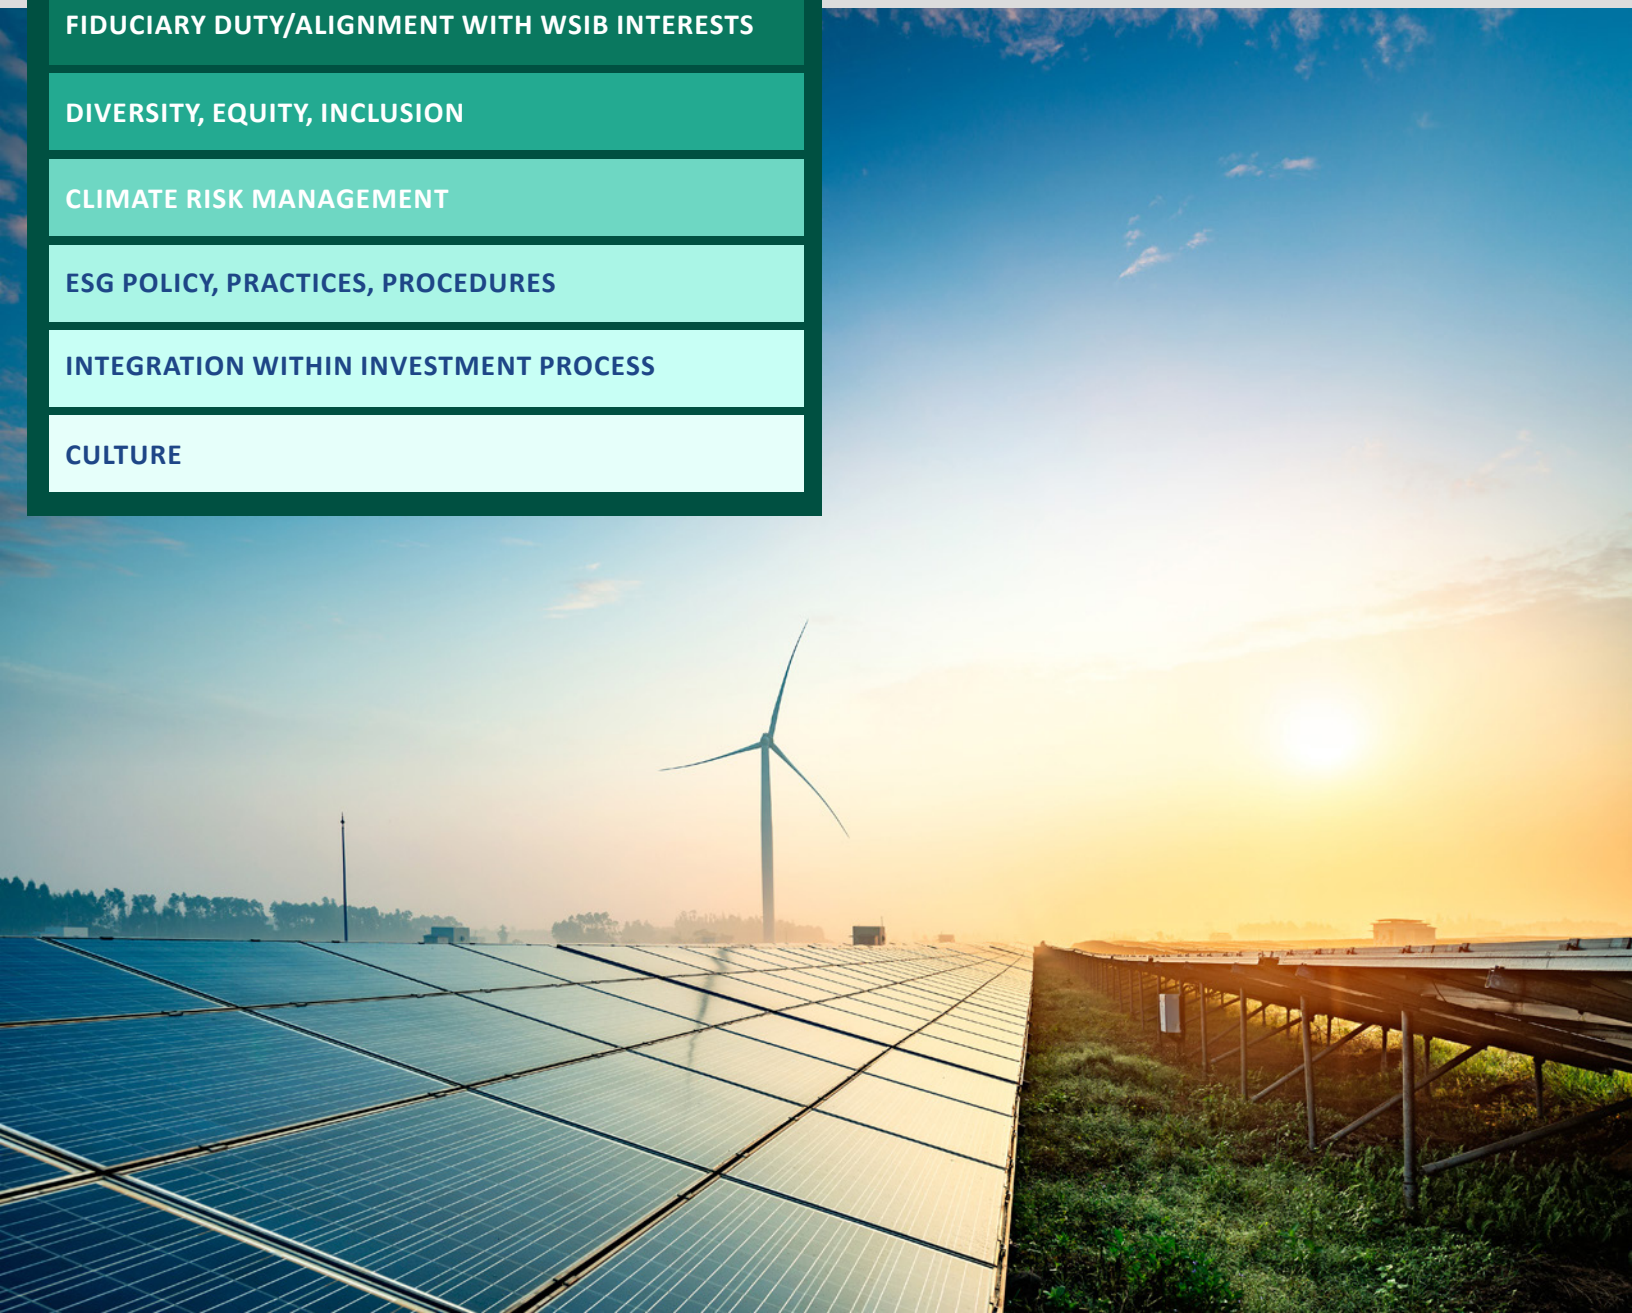 FIDUCIARY DUTY/ALIGNMENT WITH WSIB INTERESTS
DIVERSITY, EQUITY, INCLUSION
CLIMATE RISK MANAGEMENT
ESG POLICY, PRACTICES, PROCEDURES
INTEGRATION WITHIN INVESTMENT PROCESS
CULTURE